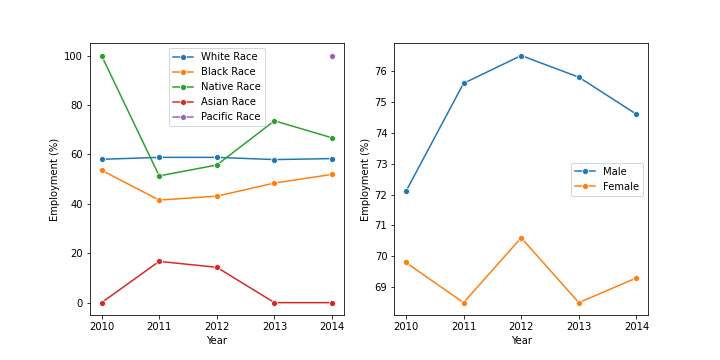 100
80
60
40
20
0
Employment (%)
2010 2011 2012 2013 2014
Year
White Race
Black Race
Native Race
Asian Race
Pacific Race
76
75
74
73
72
71
70
69
Employment (%)
2010 2011 2012 2013 2014
Year
Male
Female